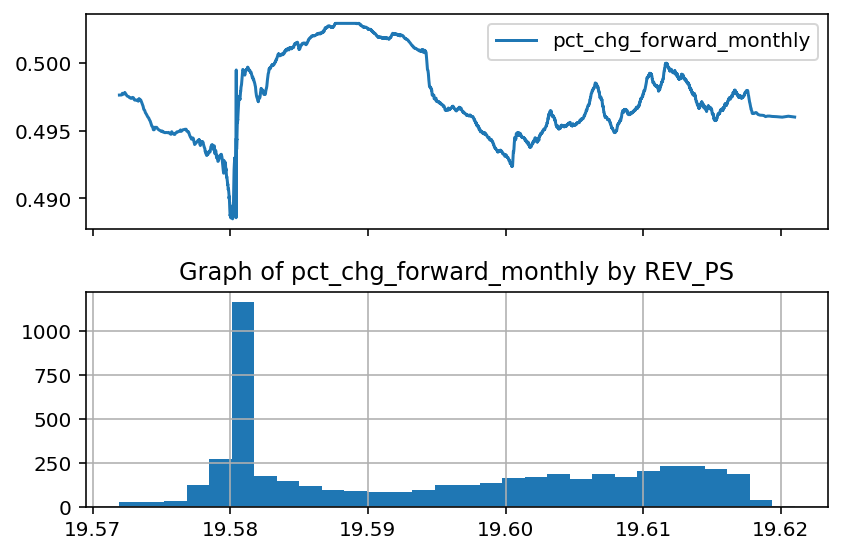 0.500
0.495
0.490
pct_chg_forward_monthly
Graph of pct_chg_forward_monthly by REV_PS
1000
750
500
250
0
19.57 19.58 19.59 19.60 19.61 19.62